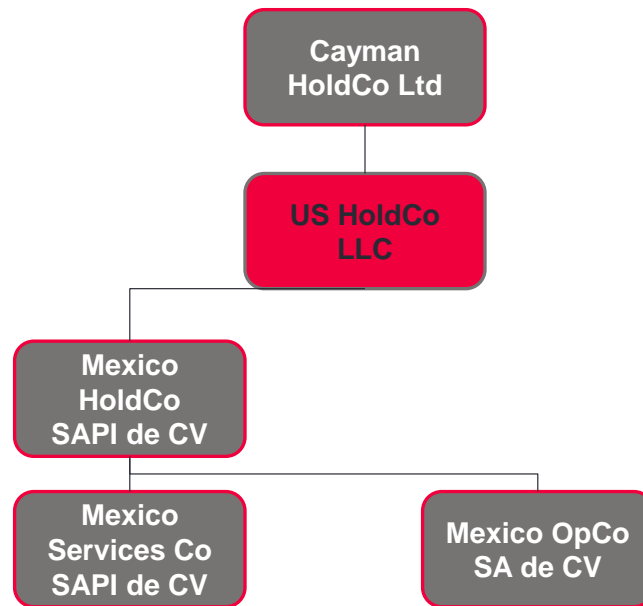 Cayman
HoldCo Ltd
US HoldCo
LLC
Mexico
HoldCo
SAPI de CV
Mexico
Services Co
SAPI de CV
Mexico OpCo
SA de CV